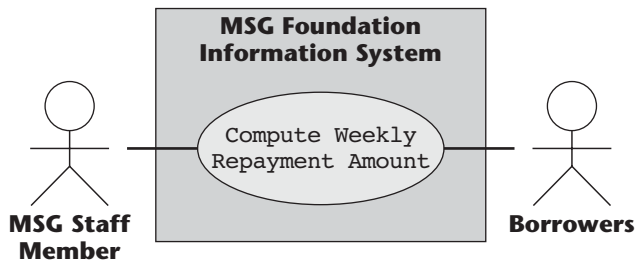 MSG Foundation
Information System
Compute Weekly
Repayment Amount
MSG Staff
Member
Borrowers